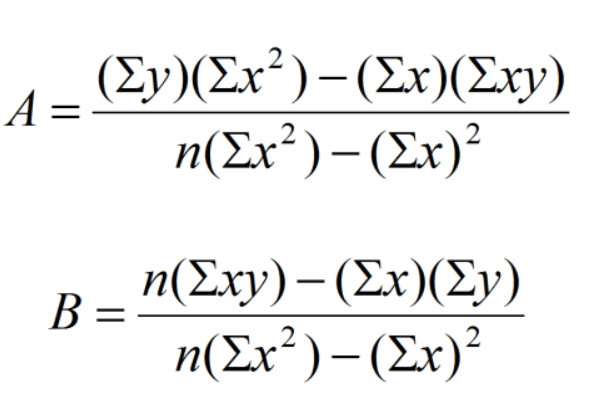 A = (Σy)(Σx²) – (Σx)(Σxy) / n(Σx²) – (Σx)²
B = n(Σxy) – (Σx)(Σy) / n(Σx²) – (Σx)²